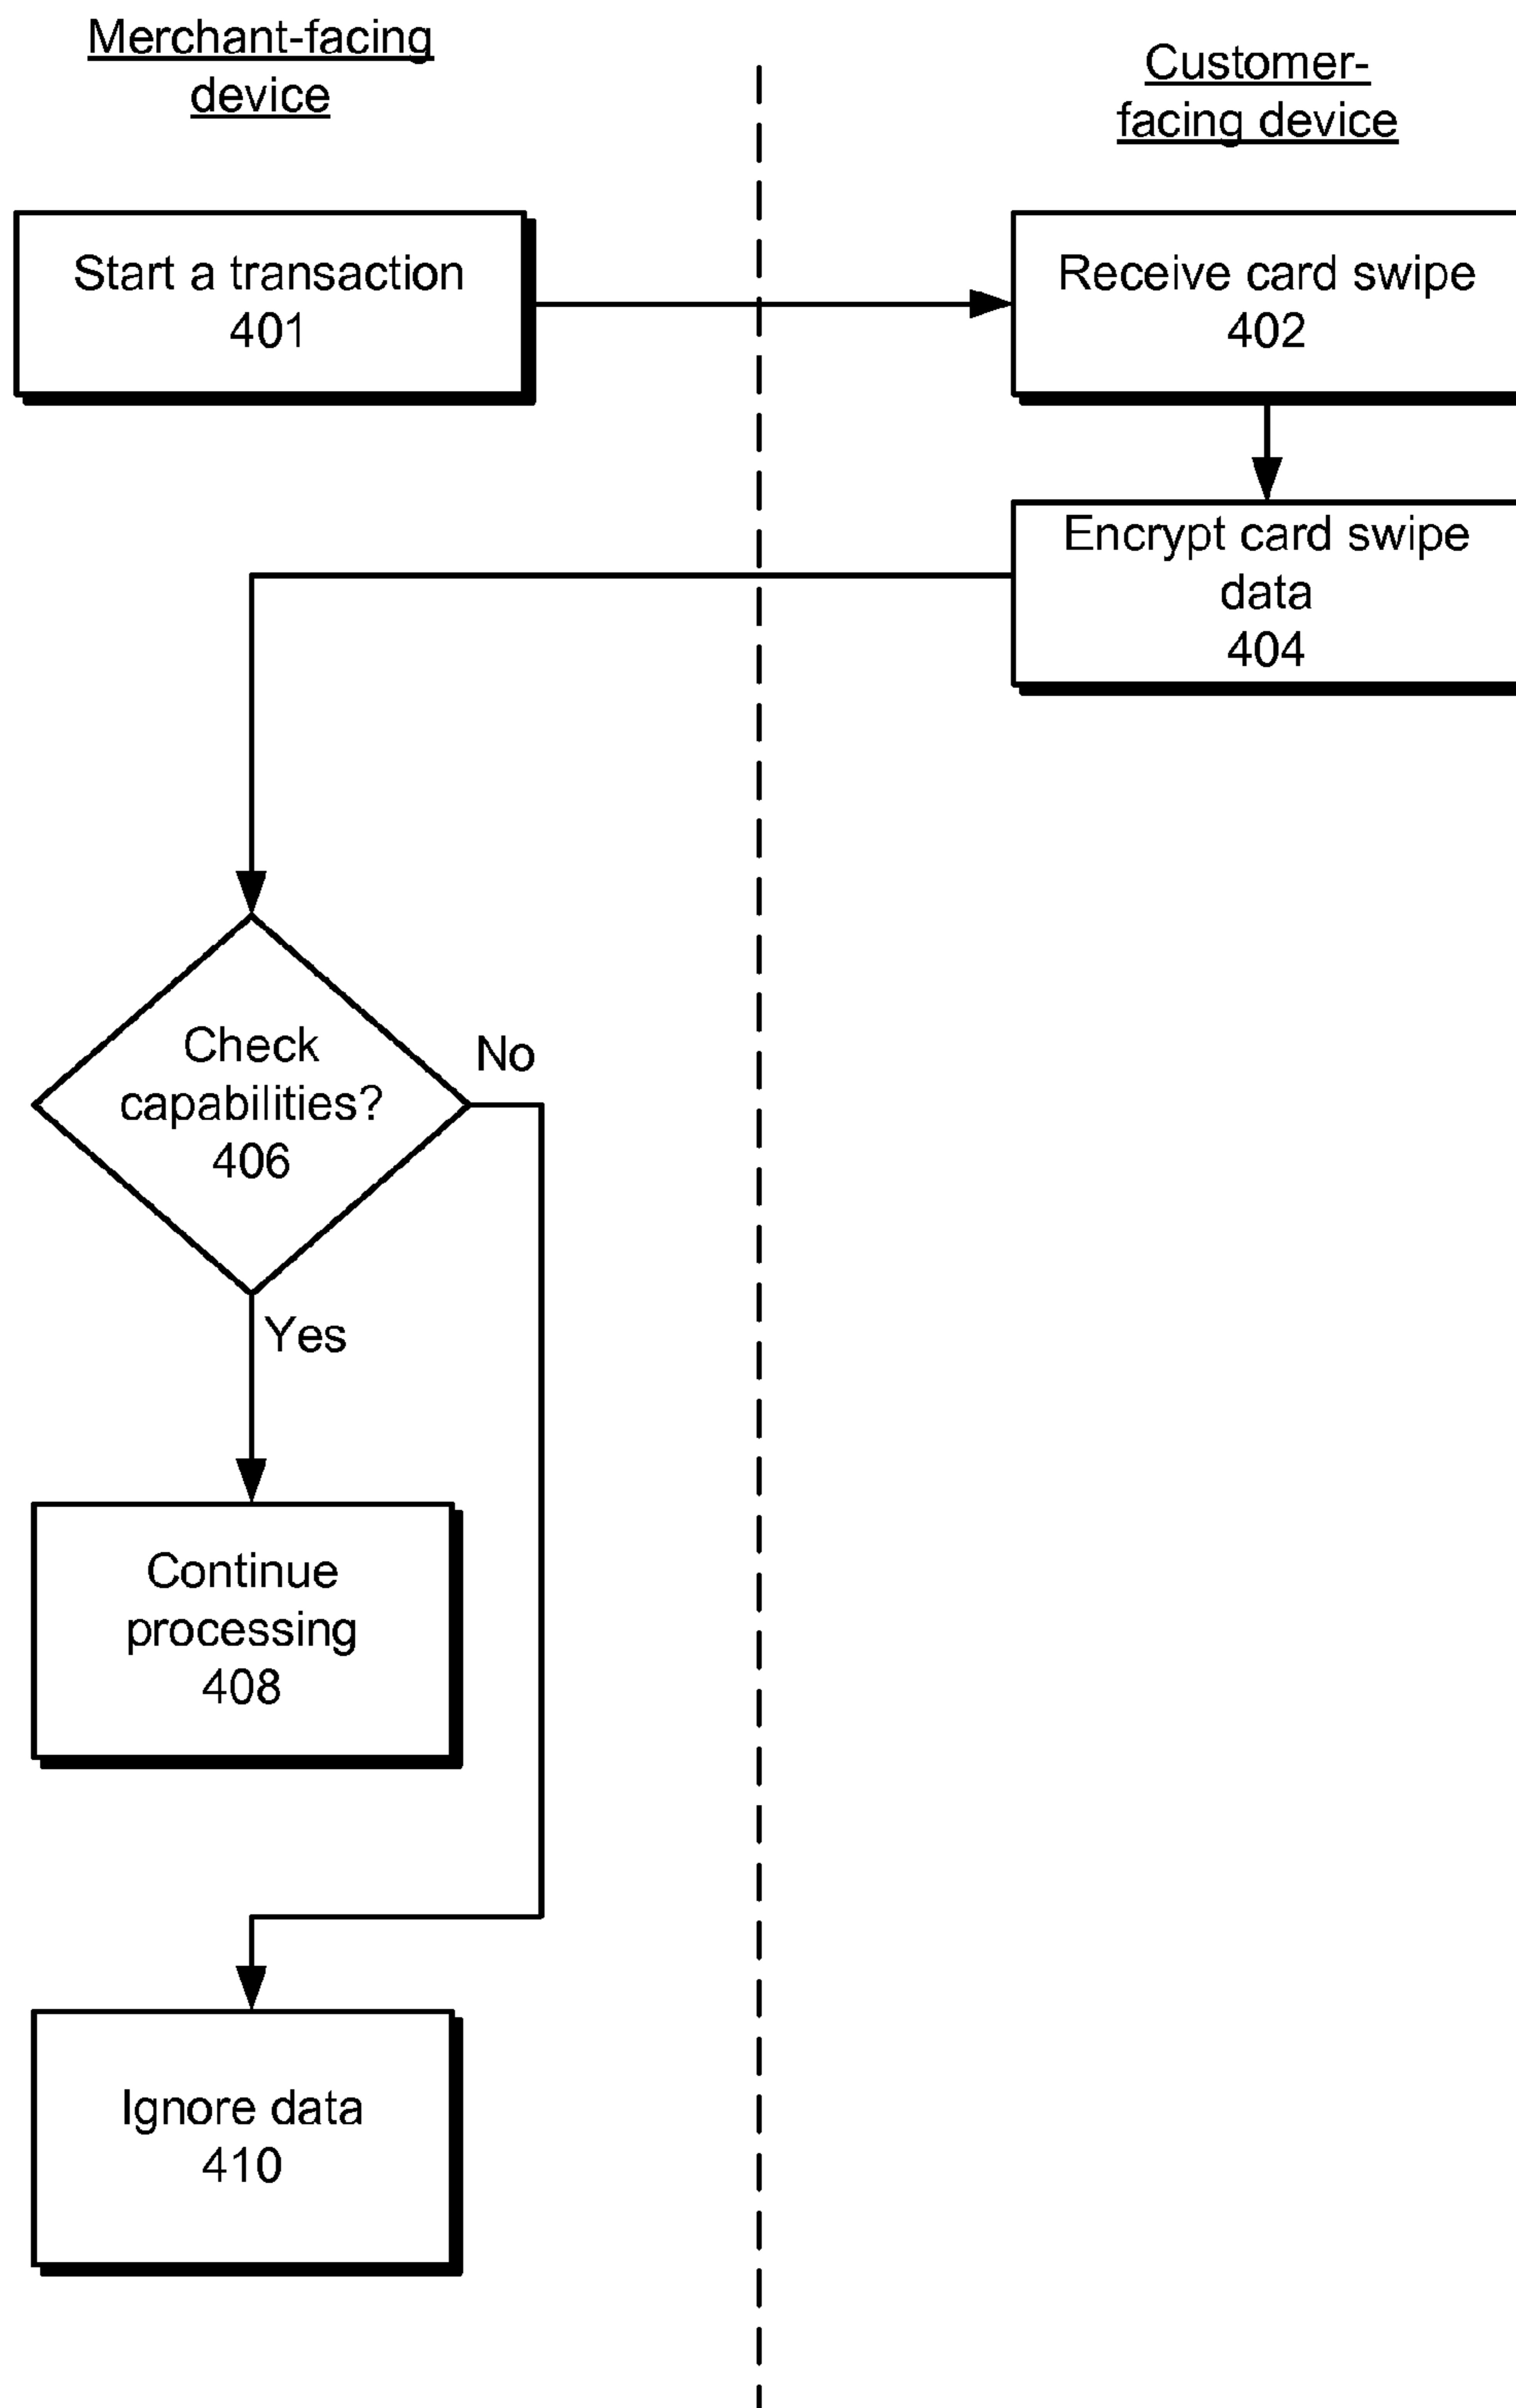 Merchant-facing
device
Customer-
facing device
Start a transaction
401
Receive card swipe
402
Encrypt card swipe
data
404
Check
capabilities?
406
No
Yes
Continue
processing
408
Ignore data
410